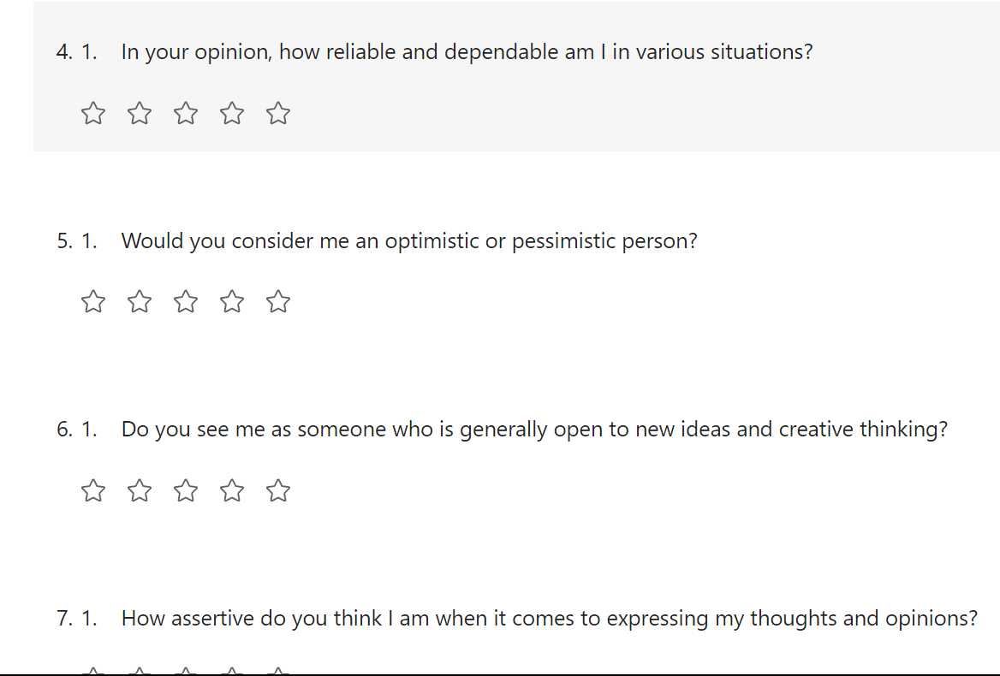 4. 1. In your opinion, how reliable and dependable am I in various situations?
5. 1. Would you consider me an optimistic or pessimistic person?
6. 1. Do you see me as someone who is generally open to new ideas and creative thinking?
7. 1. How assertive do you think I am when it comes to expressing my thoughts and opinions?